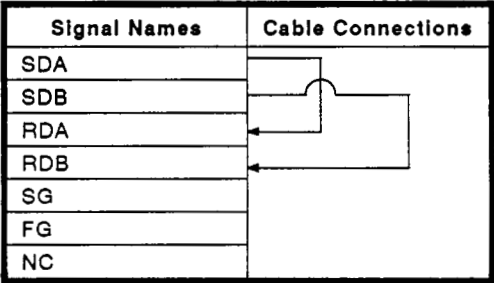 Signal Names Cable Connections
SDA
SDB
RDA
RDB
SG
FG
NC